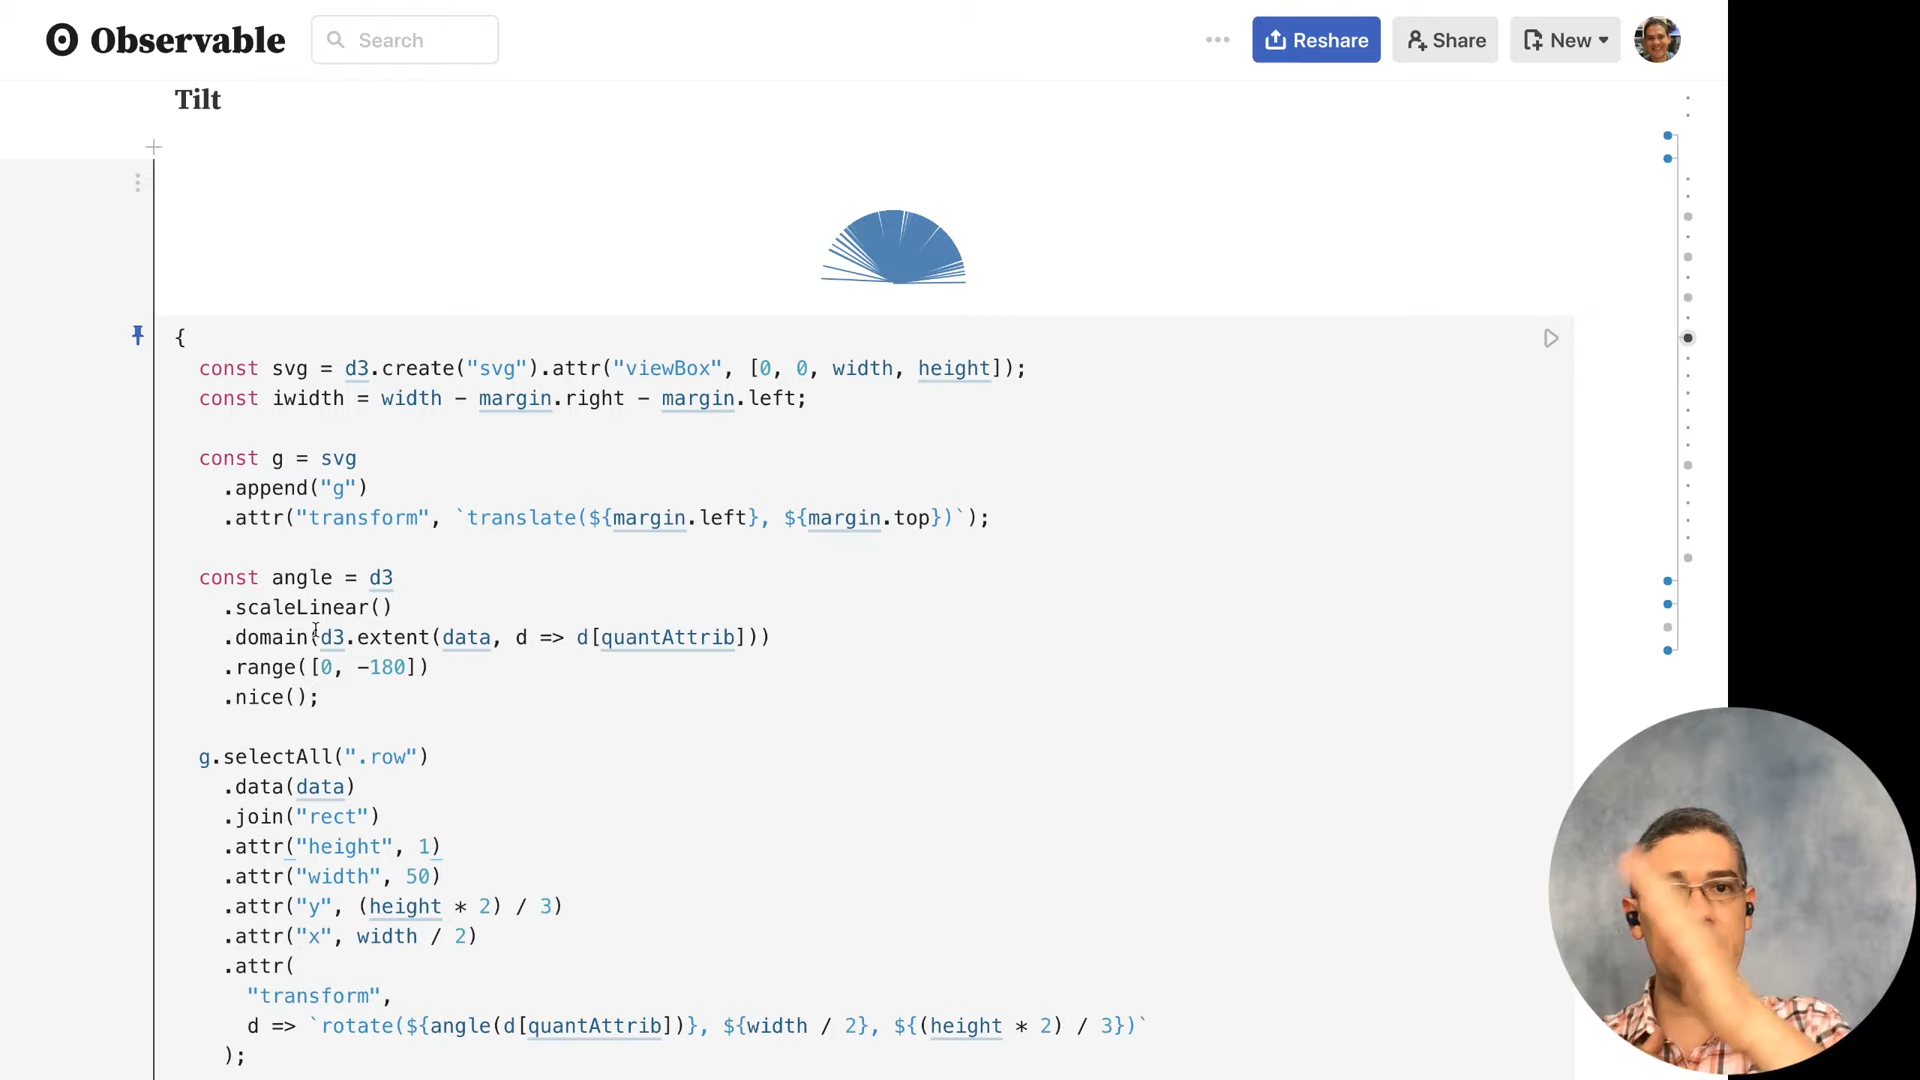 Observable
Search
Reshare
Share
New
Tilt
{
const svg = d3.create("svg").attr("viewBox", [0, 0, width, height]);
const iwidth = width - margin.right - margin.left;
const g = svg
.append("g")
.attr("transform", `translate(${margin.left}, ${margin.top})`);
const angle = d3
.scaleLinear()
.domain(d3.extent(data, d => d[quantAttrib]))
.range([0, -180])
.nice();
g.selectAll(".row")
.data(data)
.join("rect")
.attr("height", 1)
.attr("width", 50)
.attr("y", (height * 2) / 3)
.attr("x", width / 2)
.attr(
"transform",
d => `rotate(${angle(d[quantAttrib])}, ${width / 2}, ${(height * 2) / 3})`
);